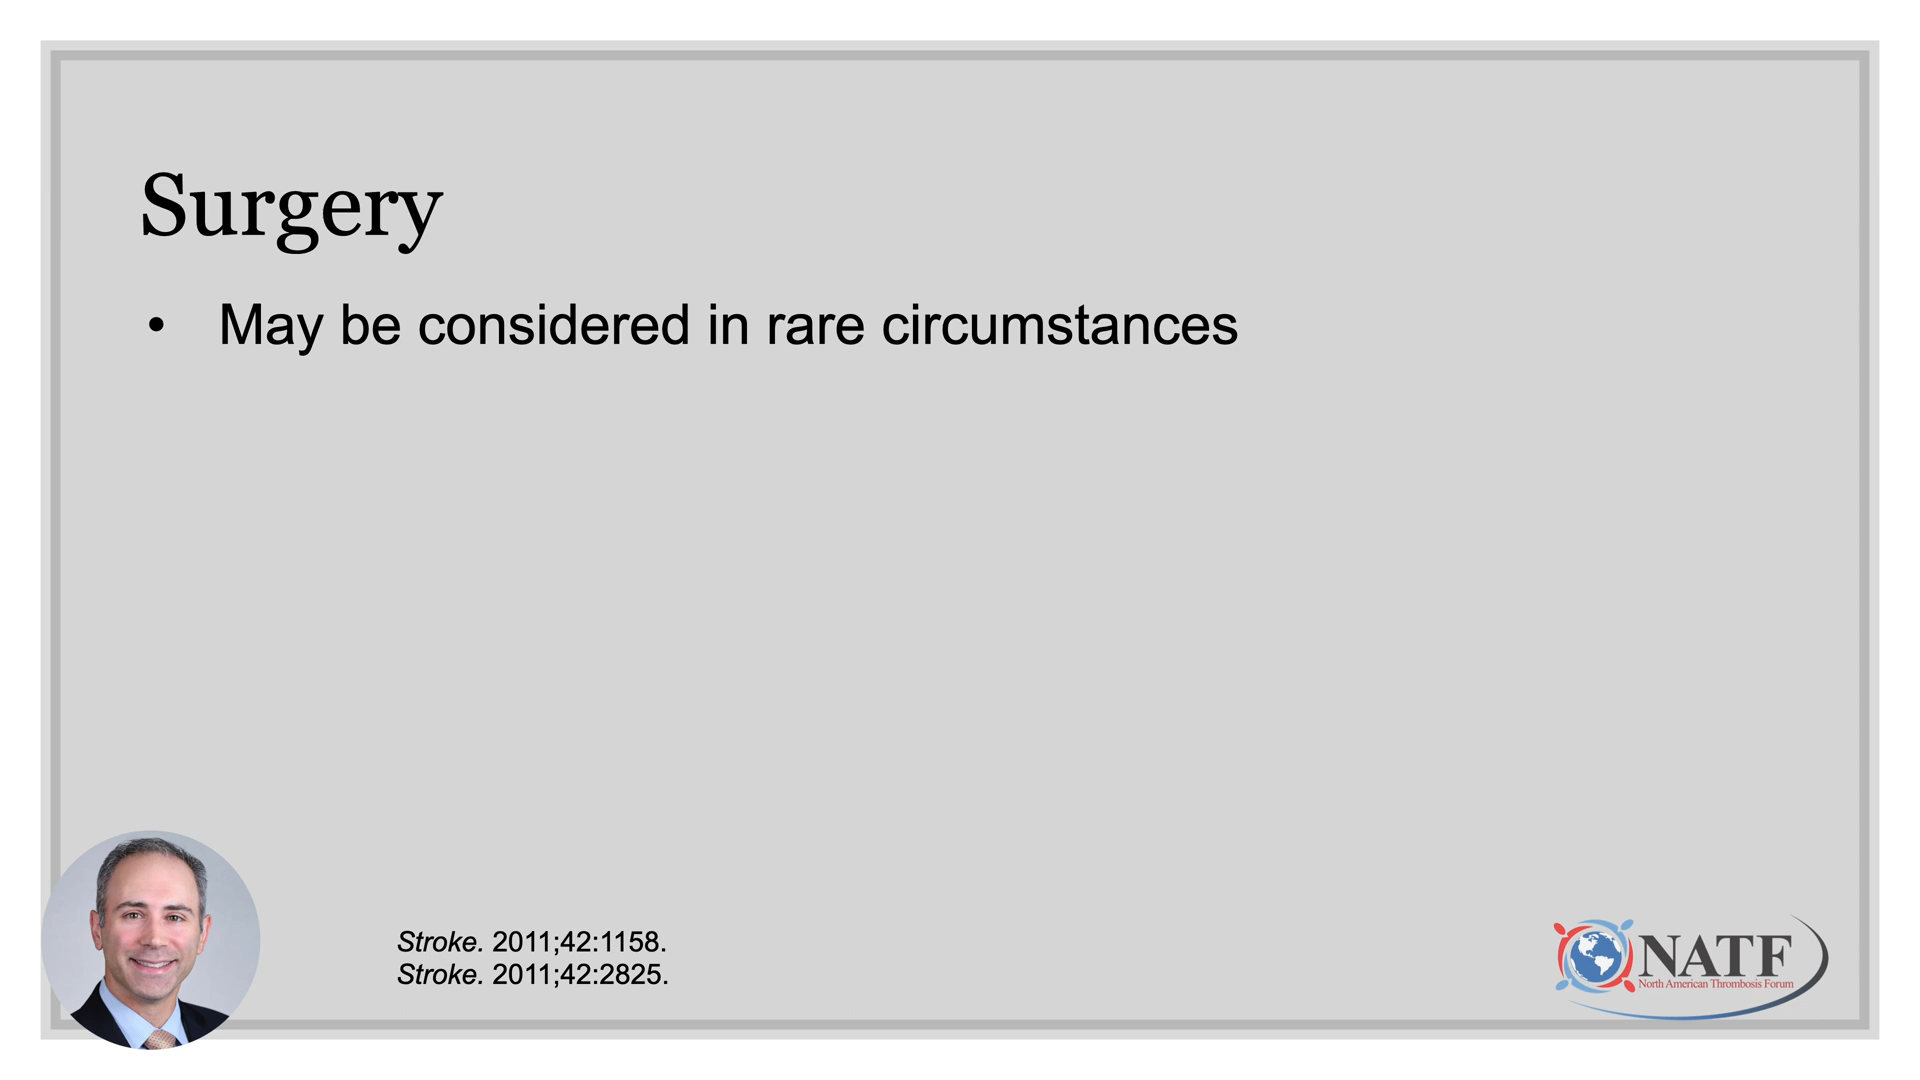 Surgery
• May be considered in rare circumstances
Stroke. 2011;42:1158.
Stroke. 2011;42:2825.
NATF
North American Thrombosis Forum